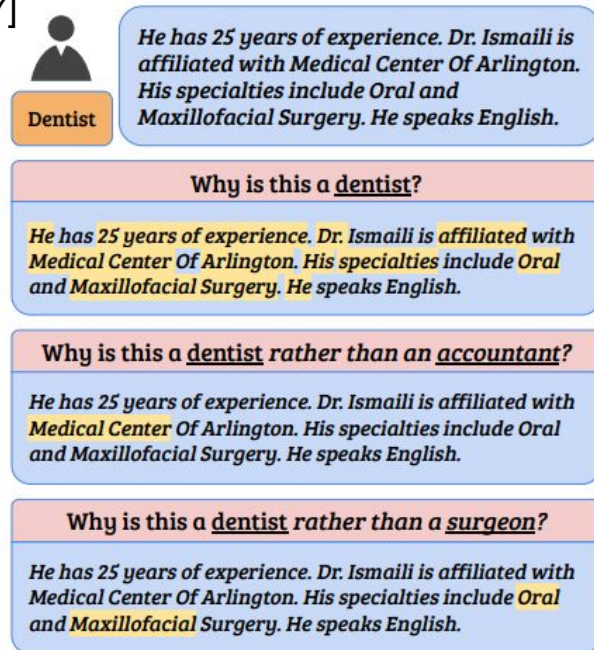 He has 25 years of experience. Dr. Ismaili is
affiliated with Medical Center Of Arlington.
His specialties include Oral and
Maxillofacial Surgery. He speaks English.
Dentist
Why is this a dentist?
He has 25 years of experience. Dr. Ismaili is affiliated with
Medical Center Of Arlington. His specialties include Oral
and Maxillofacial Surgery. He speaks English.
Why is this a dentist rather than an accountant?
He has 25 years of experience. Dr. Ismaili is affiliated with
Medical Center Of Arlington. His specialties include Oral
and Maxillofacial Surgery. He speaks English.
Why is this a dentist rather than a surgeon?
He has 25 years of experience. Dr. Ismaili is affiliated with
Medical Center Of Arlington. His specialties include Oral
and Maxillofacial Surgery. He speaks English.